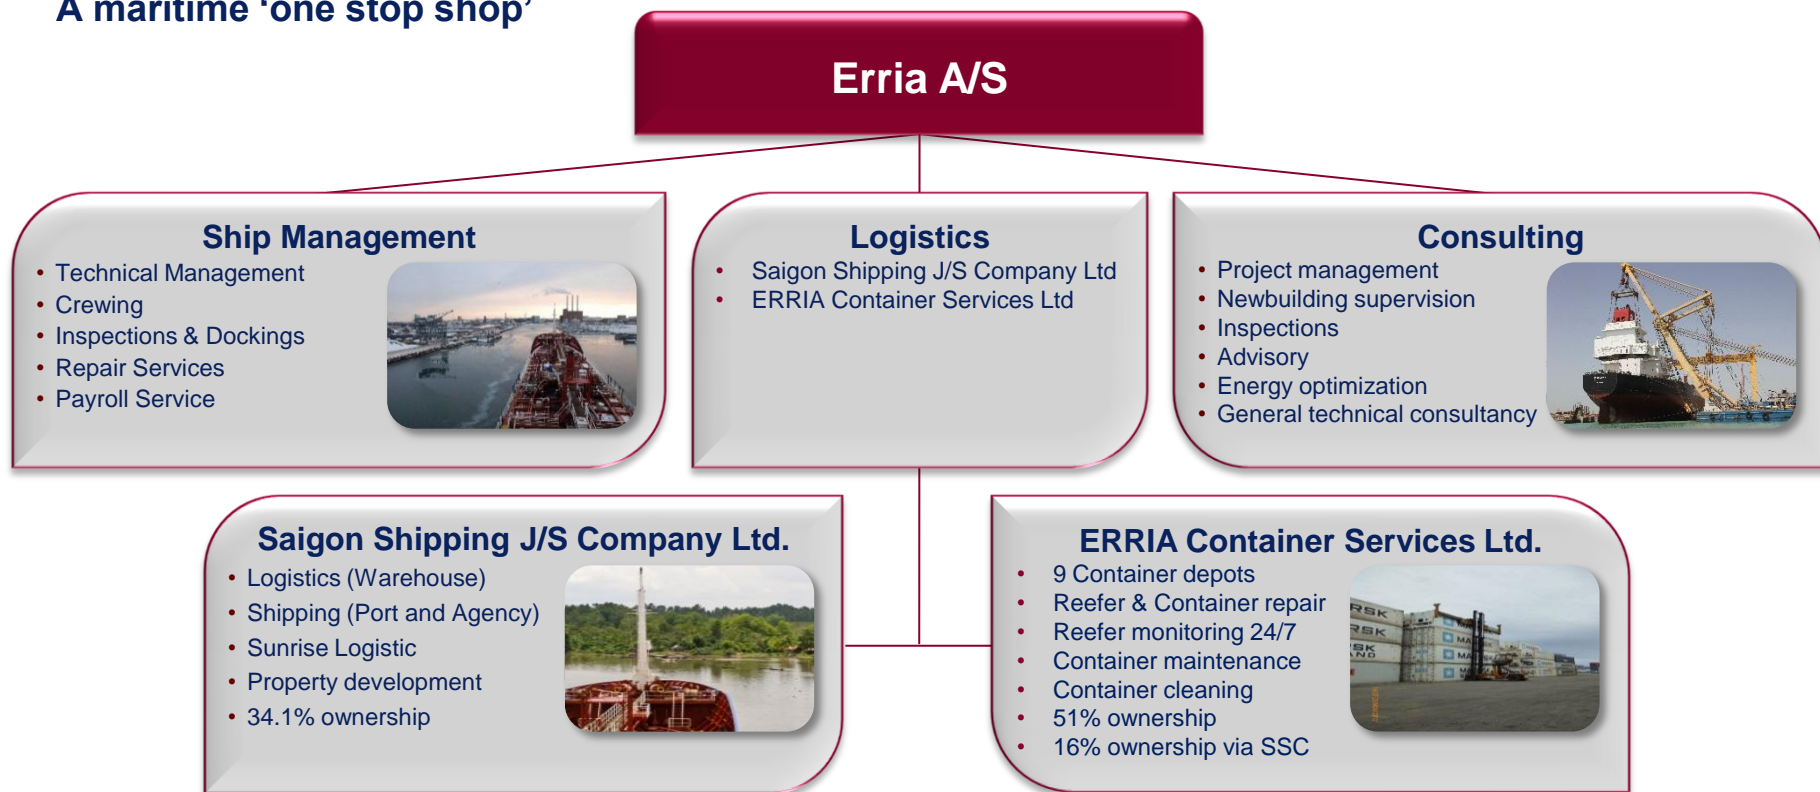 A maritime ‘one stop shop’
Erria A/S
Ship Management
• Technical Management
• Crewing
• Inspections & Dockings
• Repair Services
• Payroll Service
Logistics
• Saigon Shipping J/S Company Ltd
• ERRIA Container Services Ltd
Consulting
• Project management
• Newbuilding supervision
• Inspections
• Advisory
• Energy optimization
• General technical consultancy
Saigon Shipping J/S Company Ltd.
• Logistics (Warehouse)
• Shipping (Port and Agency)
• Sunrise Logistic
• Property development
• 34.1% ownership
ERRIA Container Services Ltd.
• 9 Container depots
• Reefer & Container repair
• Reefer monitoring 24/7
• Container maintenance
• Container cleaning
• 51% ownership
• 16% ownership via SSC